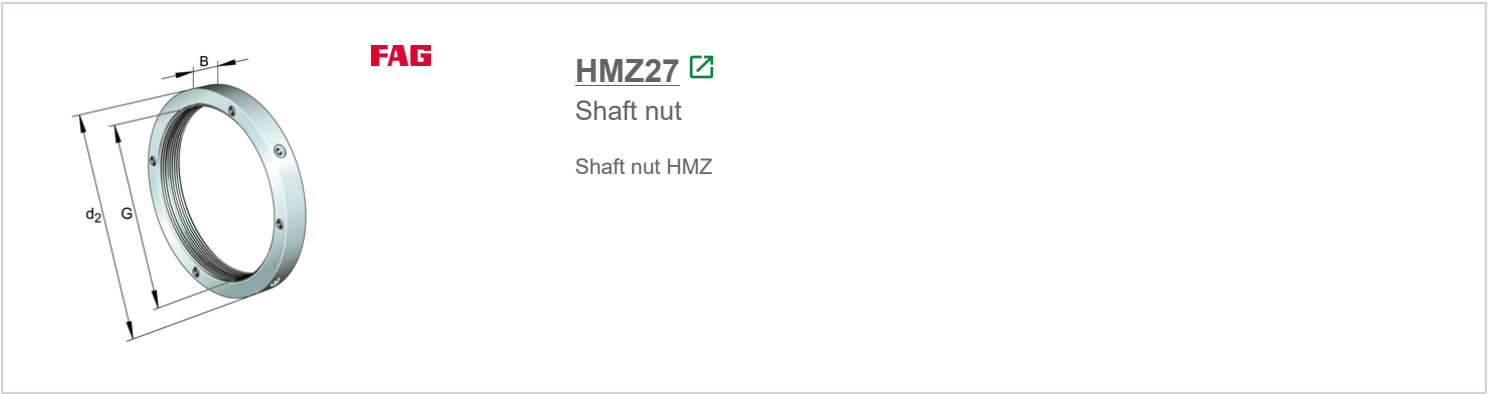 B
FAG
HMZ27
Shaft nut
d2
G
Shaft nut HMZ